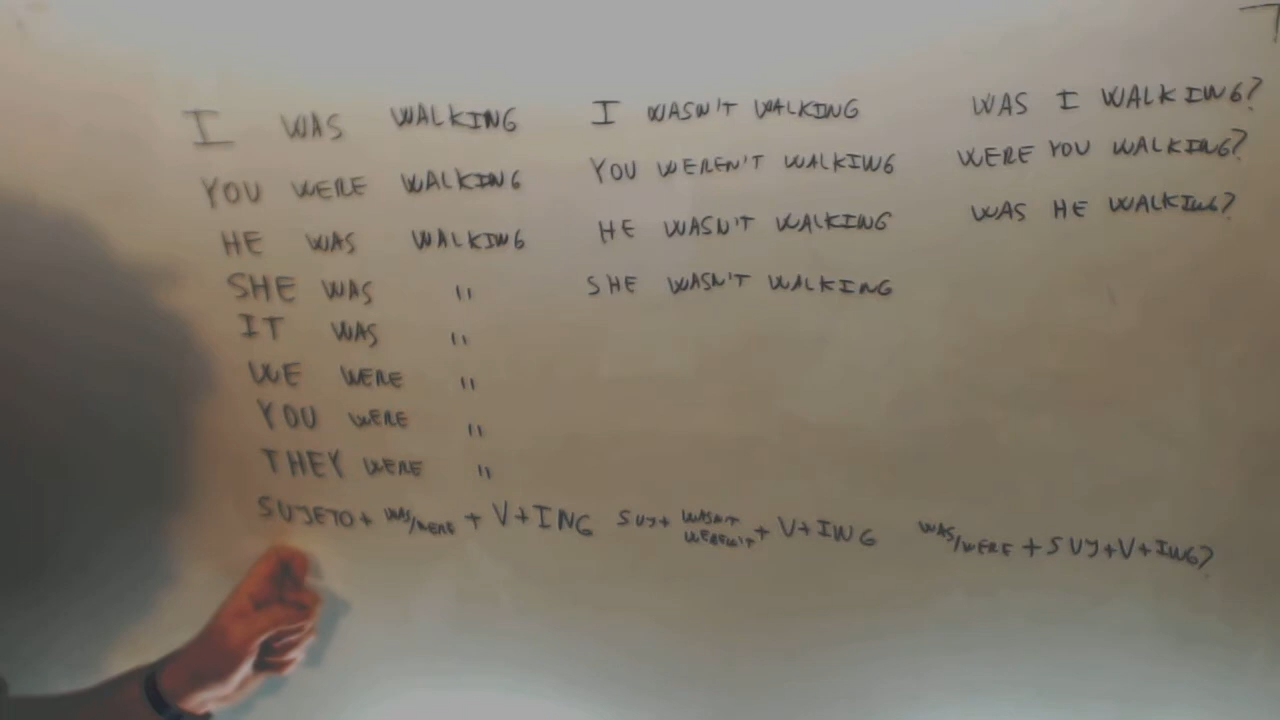 I WAS WALKING I WASN'T WALKING WAS I WALKING?
YOU WERE WALKING YOU WEREN'T WALKING WERE YOU WALKING?
HE WAS WALKING HE WASN'T WALKING WAS HE WALKING?
SHE WAS " SHE WASN'T WALKING
IT WAS "
WE WERE "
YOU WERE "
THEY WERE "
SUJETO + WAS/WERE + V+ING SUJ+ WASN'T WEREN'T + V+ING WAS/WERE + SUJ+V+ING?